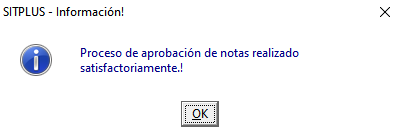 SITPLUS - Información!
Proceso de aprobación de notas realizado
satisfactoriamente.!
OK